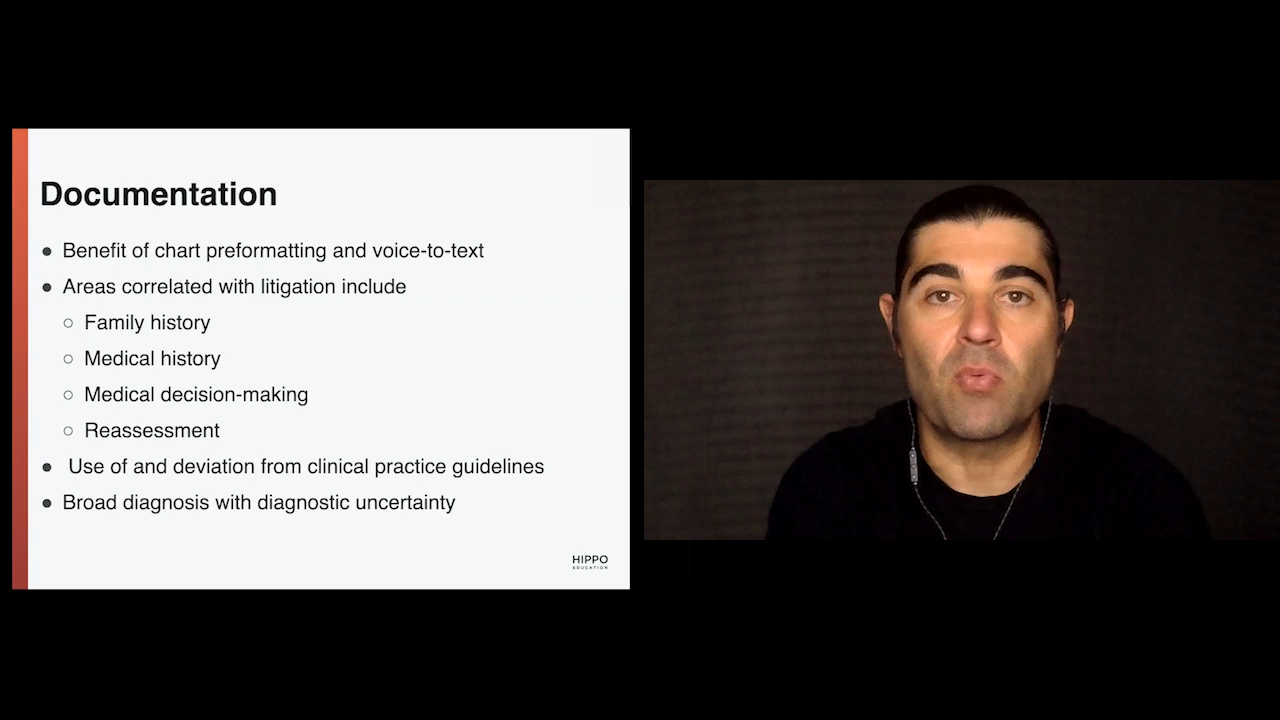 Documentation
● Benefit of chart preformatting and voice-to-text
● Areas correlated with litigation include
○ Family history
○ Medical history
○ Medical decision-making
○ Reassessment
● Use of and deviation from clinical practice guidelines
● Broad diagnosis with diagnostic uncertainty
HIPPO
EDUCATION